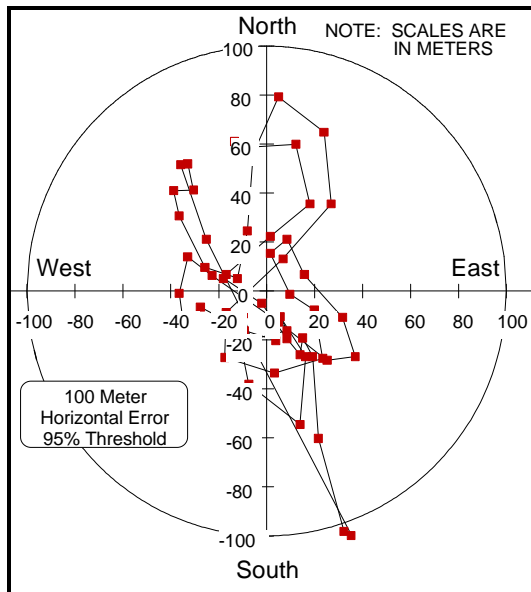 North
NOTE: SCALES ARE
IN METERS
100
80
60
40
20
0
West
East
-100 -80 -60 -40 -20 0 20 40 60 80 100
-20
-40
-60
-80
-100
100 Meter
Horizontal Error
95% Threshold
South